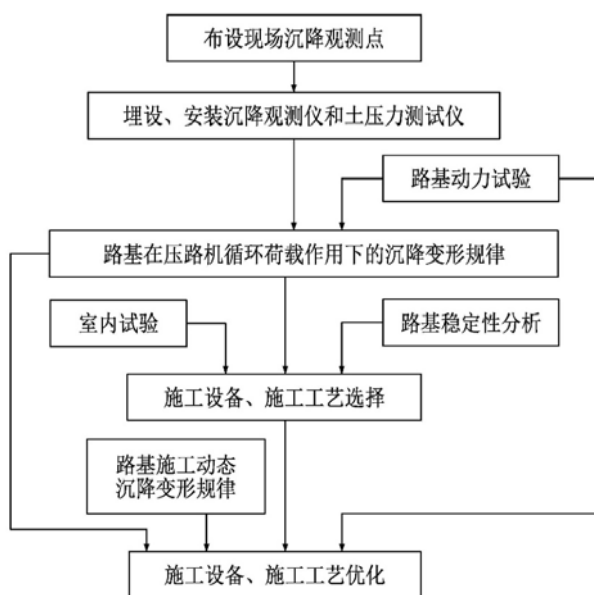 布设现场沉降观测点
埋设、安装沉降观测仪和土压力测试仪
路基动力试验
路基在压路机循环荷载作用下的沉降变形规律
室内试验
路基稳定性分析
施工设备、施工工艺选择
路基施工动态
沉降变形规律
施工设备、施工工艺优化